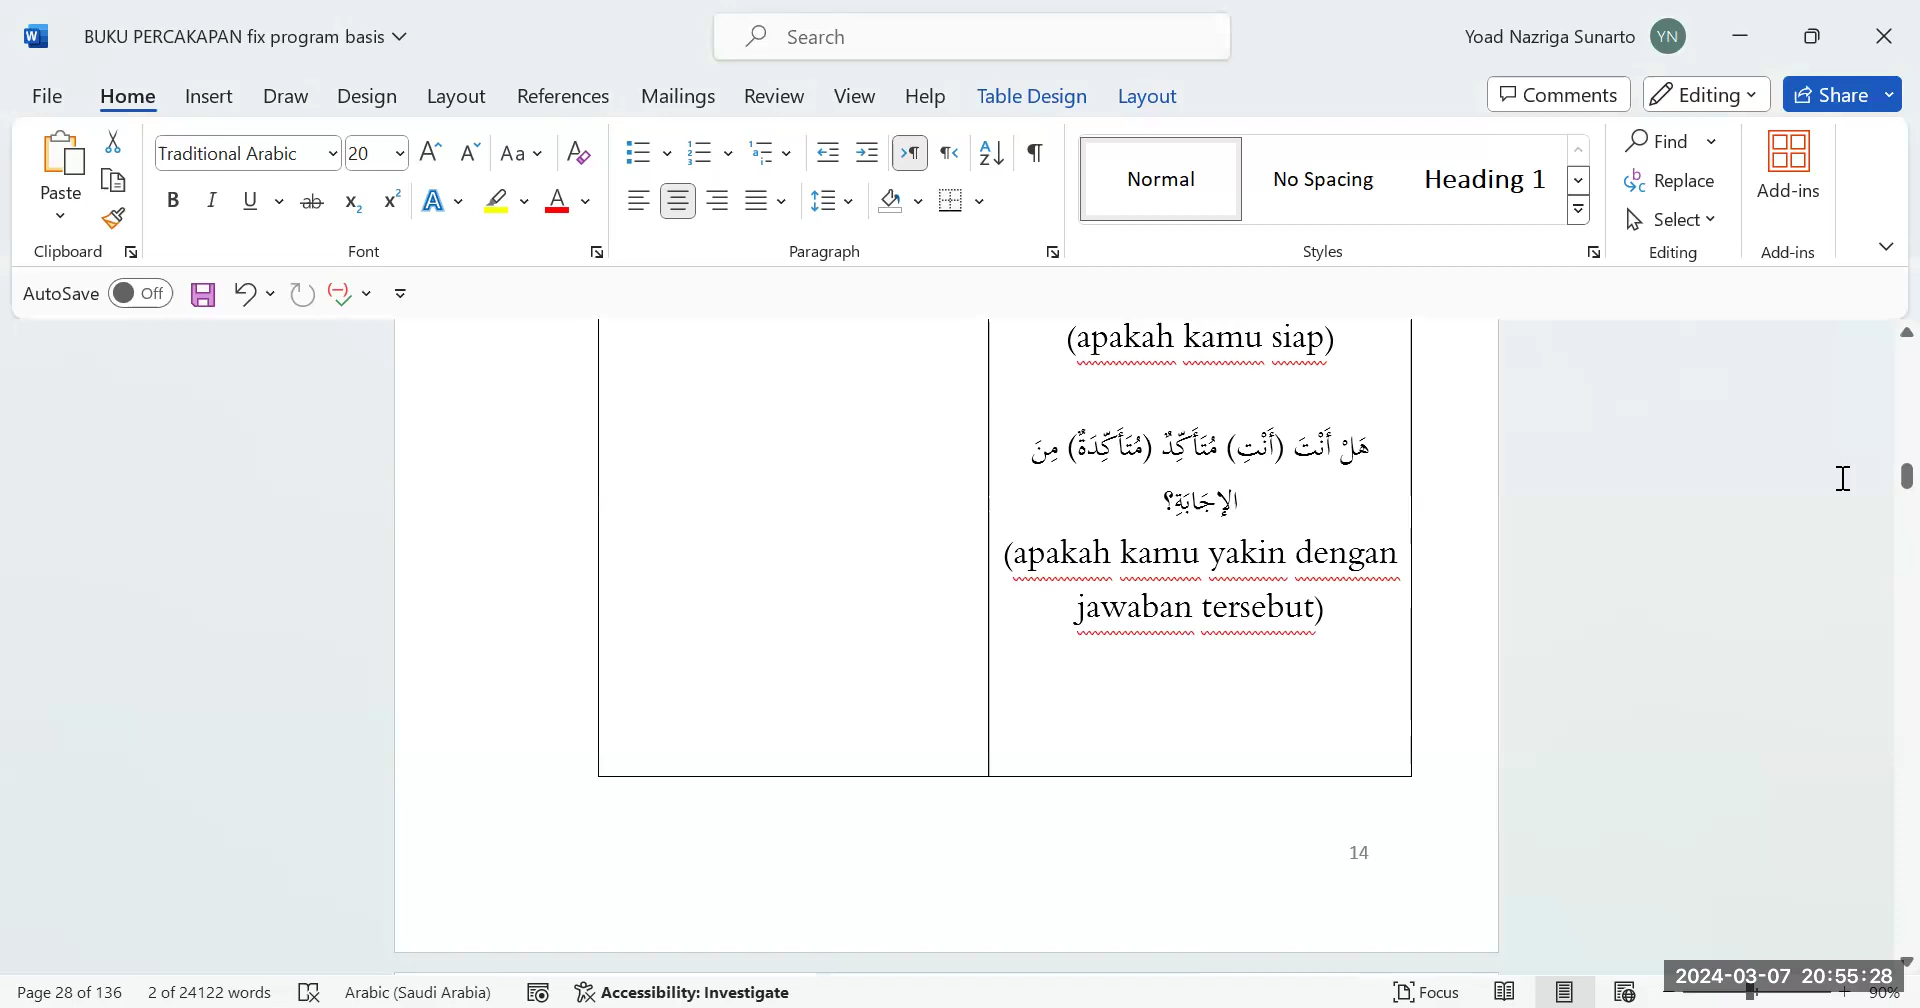 BUKU PERCAKAPAN fix program basis
Search
Yoad Nazriga Sunarto
YN
File Home Insert Draw Design Layout References Mailings Review View Help Table Design Layout
Comments
Editing
Share
Paste
Clipboard
Traditional Arabic
20
Font
Paragraph
Normal
No Spacing
Heading 1
Styles
Find
Replace
Select
Editing
Add-ins
Add-ins
AutoSave Off
(apakah kamu siap)
هَلْ أَنْتَ (أَنْتِ) مُتَأَكِّدٌ (مُتَأَكِّدَةٌ) مِنَ
الإِجَابَةِ؟
(apakah kamu yakin dengan
jawaban tersebut)
14
Page 28 of 136
2 of 24122 words
Arabic (Saudi Arabia)
Accessibility: Investigate
Focus
2024-03-07 20:55:28
90%